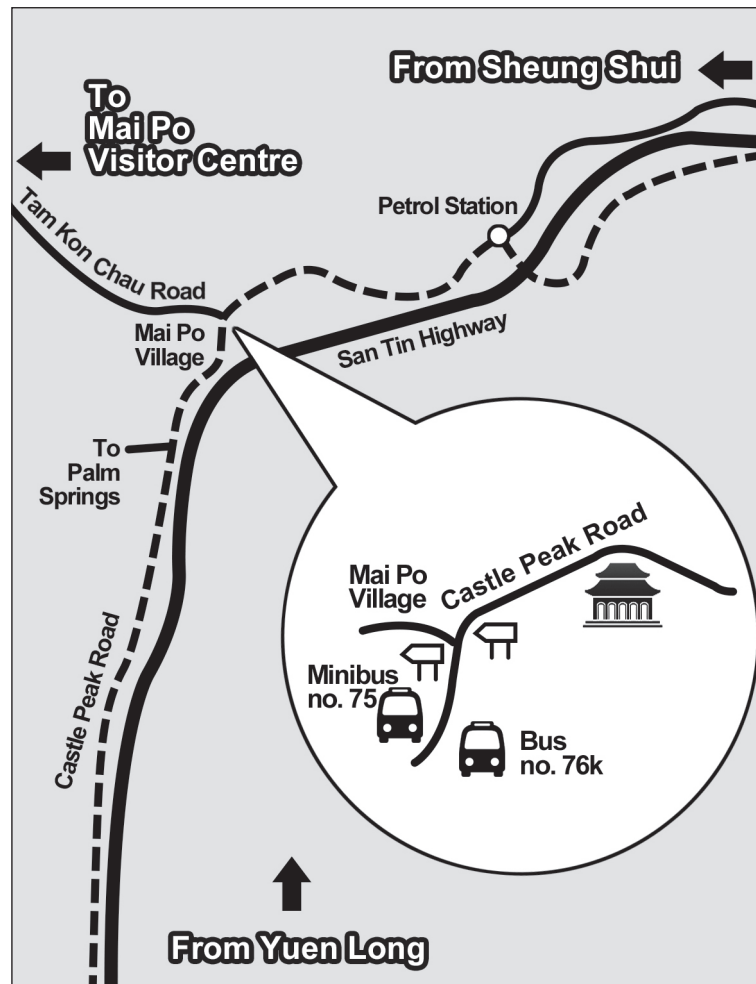 From Sheung Shui
To
Mai Po
Visitor Centre
Petrol Station
Tam Kon Chau Road
Mai Po
Village
San Tin Highway
To
Palm
Springs
Castle Peak Road
Castle Peak Road
Mai Po
Village
Minibus
no. 75
Bus
no. 76k
From Yuen Long